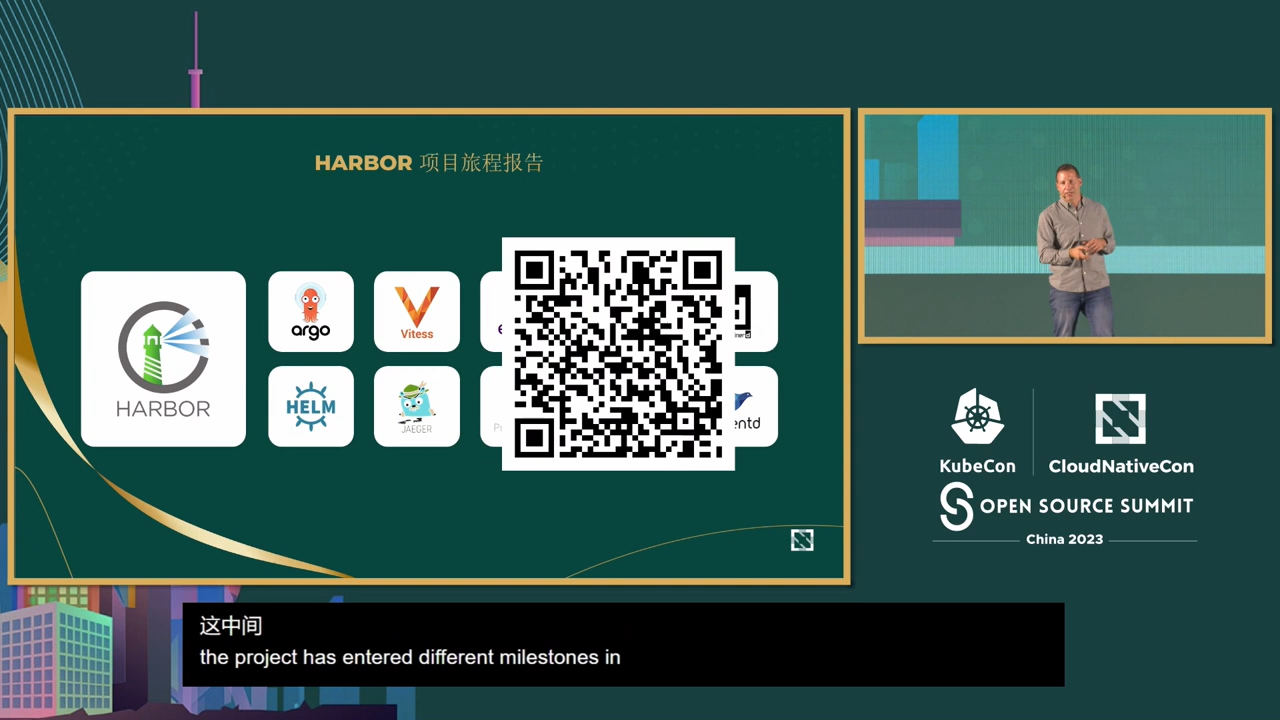 HARBOR 项目旅程报告
HARBOR
argo
Vitess
HELM
JAEGER
KubeCon
CloudNativeCon
OPEN SOURCE SUMMIT
China 2023
这中间
the project has entered different milestones in